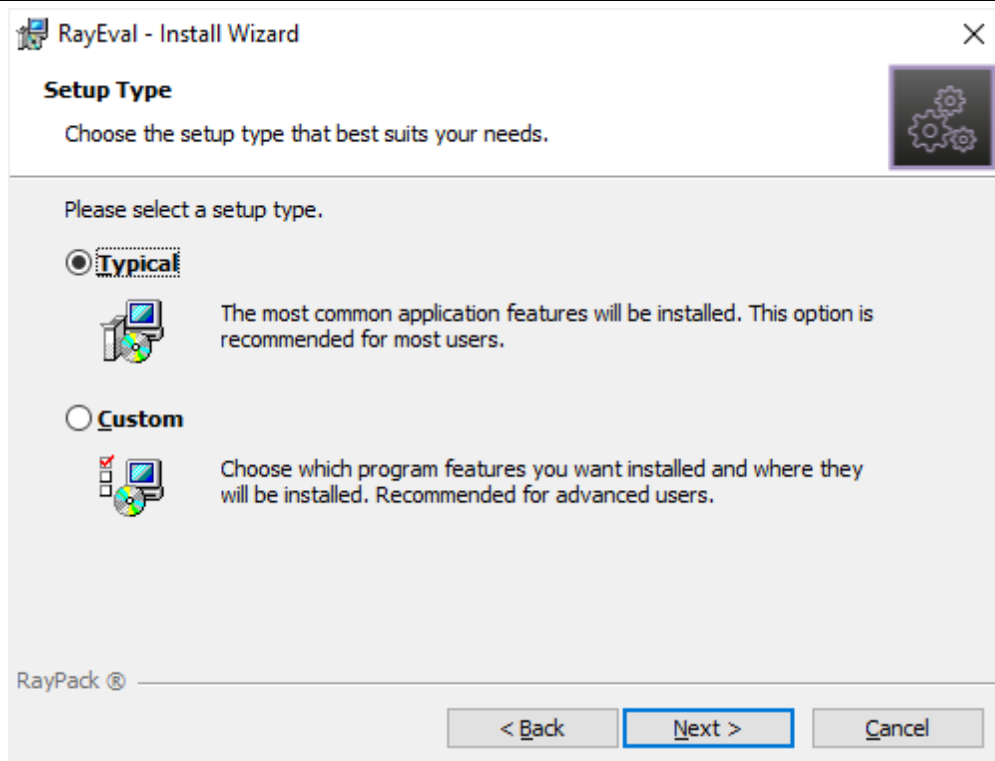 RayEval - Install Wizard
Setup Type
Choose the setup type that best suits your needs.
Please select a setup type.
Typical
The most common application features will be installed. This option is
recommended for most users.
Custom
Choose which program features you want installed and where they
will be installed. Recommended for advanced users.
RayPack ®
< Back Next > Cancel